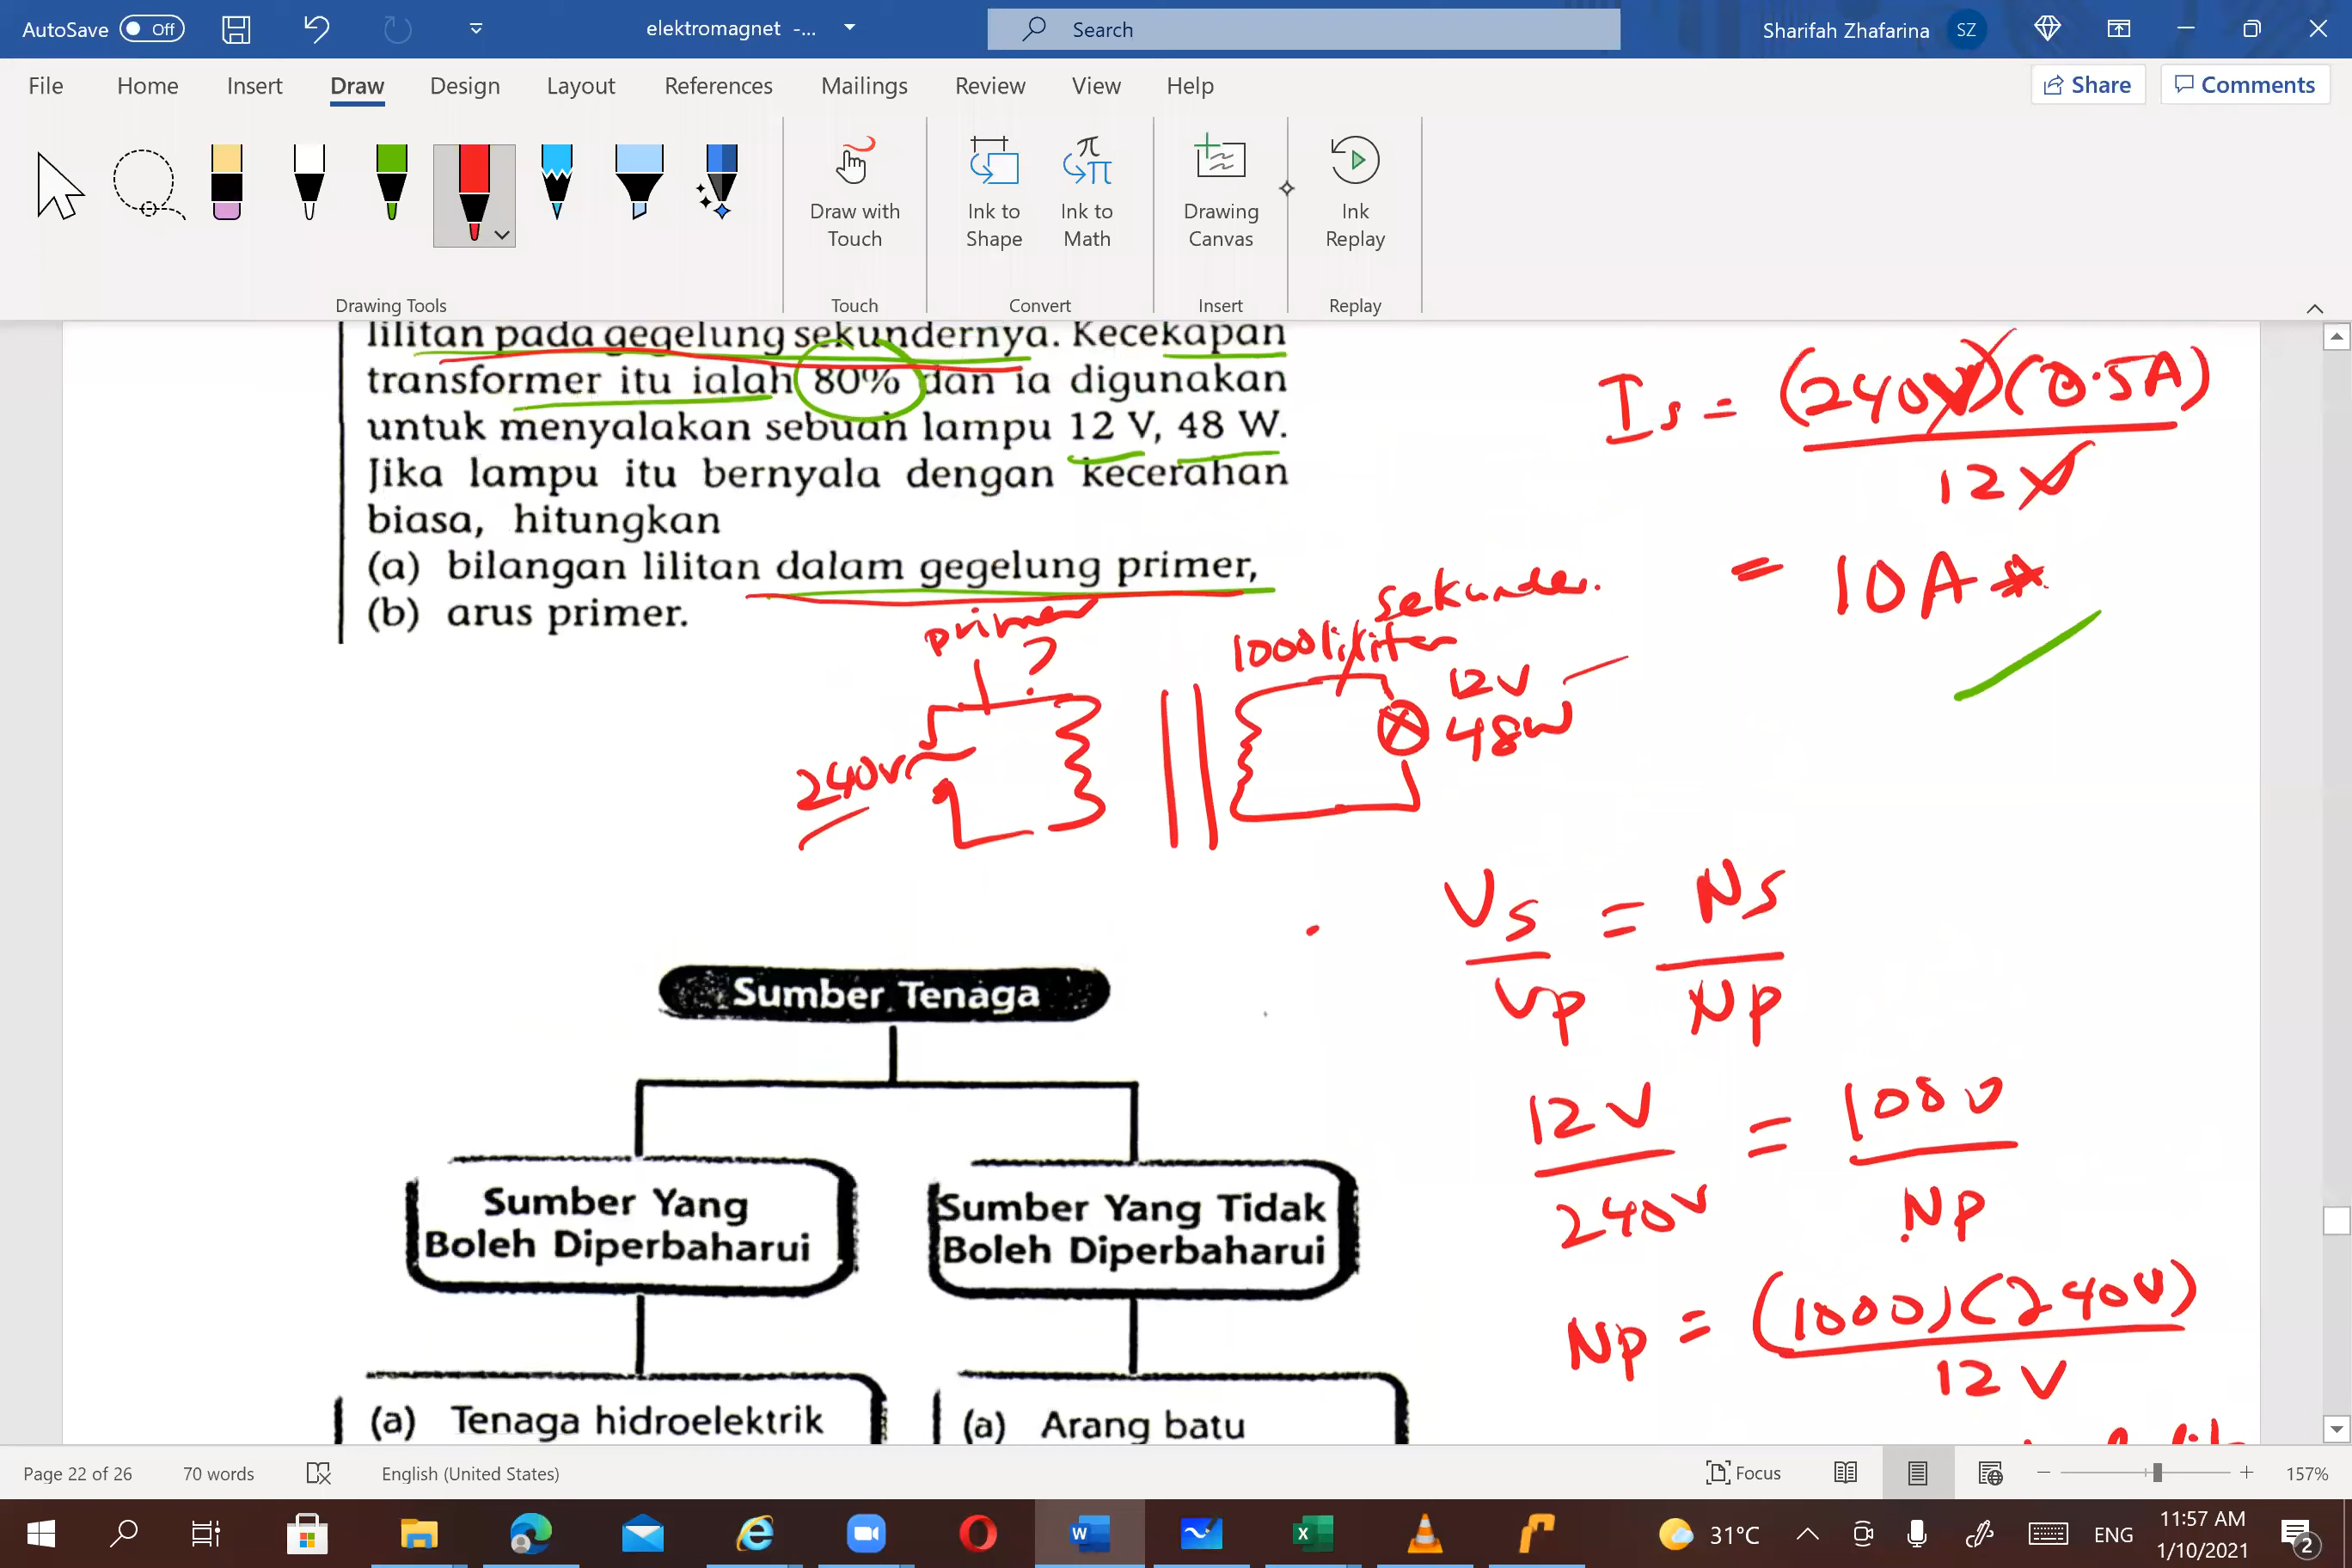 AutoSave Off
elektromagnet -...
Search
Sharifah Zhafarina SZ
File Home Insert Draw Design Layout References Mailings Review View Help
Share Comments
Draw with Touch
Ink to Shape
Ink to Math
Drawing Canvas
Ink Replay
Drawing Tools Touch Convert Insert Replay
lilitan pada gegelung sekundernya. Kecekapan
transformer itu ialah 80% dan ia digunakan
untuk menyalakan sebuah lampu 12 V, 48 W.
Jika lampu itu bernyala dengan kecerahan
biasa, hitungkan
(a) bilangan lilitan dalam gegelung primer,
(b) arus primer.
Is = (240V)(0.5A)
12V
= 10A
primer
?
240V
sekunder.
1000 lilitan
12V
48W
Vs = Ns
Vp Np
12V = 1000
240V Np
Np = (1000)(240V)
12V
Sumber Tenaga
Sumber Yang
Boleh Diperbaharui
Sumber Yang Tidak
Boleh Diperbaharui
(a) Tenaga hidroelektrik
(a) Arang batu
Page 22 of 26 70 words English (United States) Focus 157%
31°C ENG
11:57 AM
1/10/2021
2